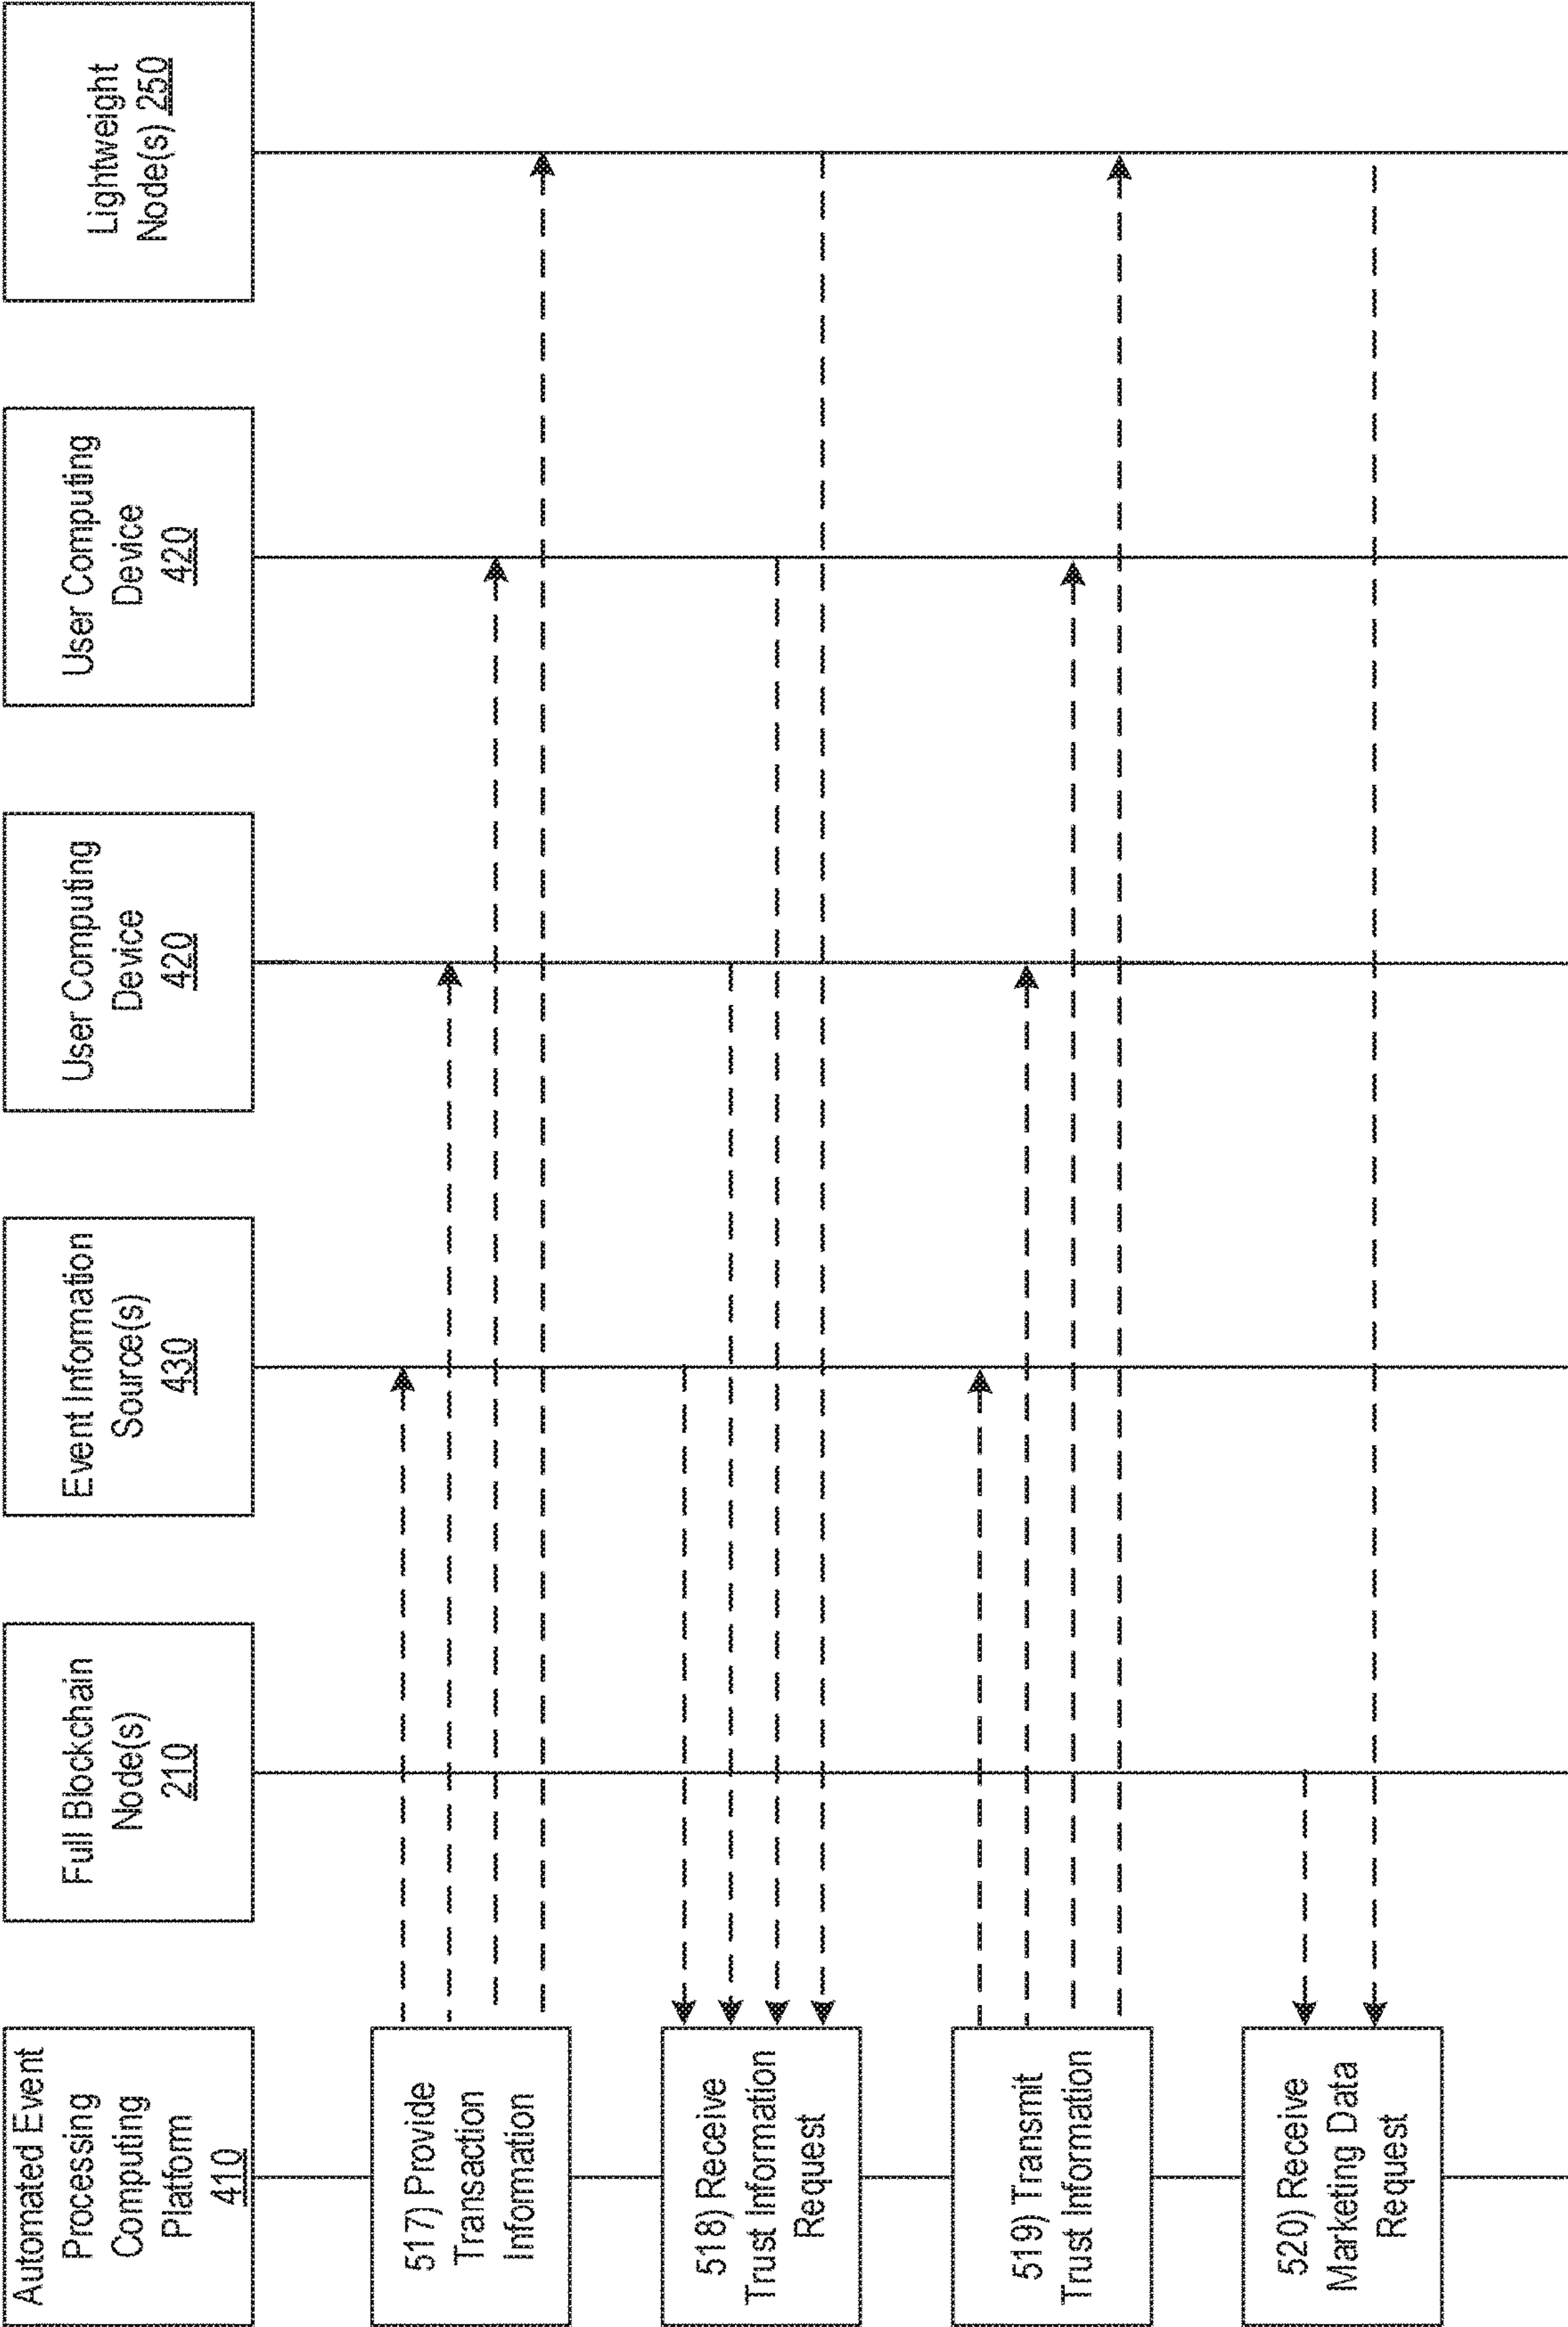 Automated Event
Processing
Computing
Platform
410
Full Blockchain
Node(s)
210
Event Information
Source(s)
430
User Computing
Device
420
User Computing
Device
420
Lightweight
Node(s) 250
517) Provide
Transaction
Information
518) Receive
Trust Information
Request
519) Transmit
Trust Information
520) Receive
Marketing Data
Request